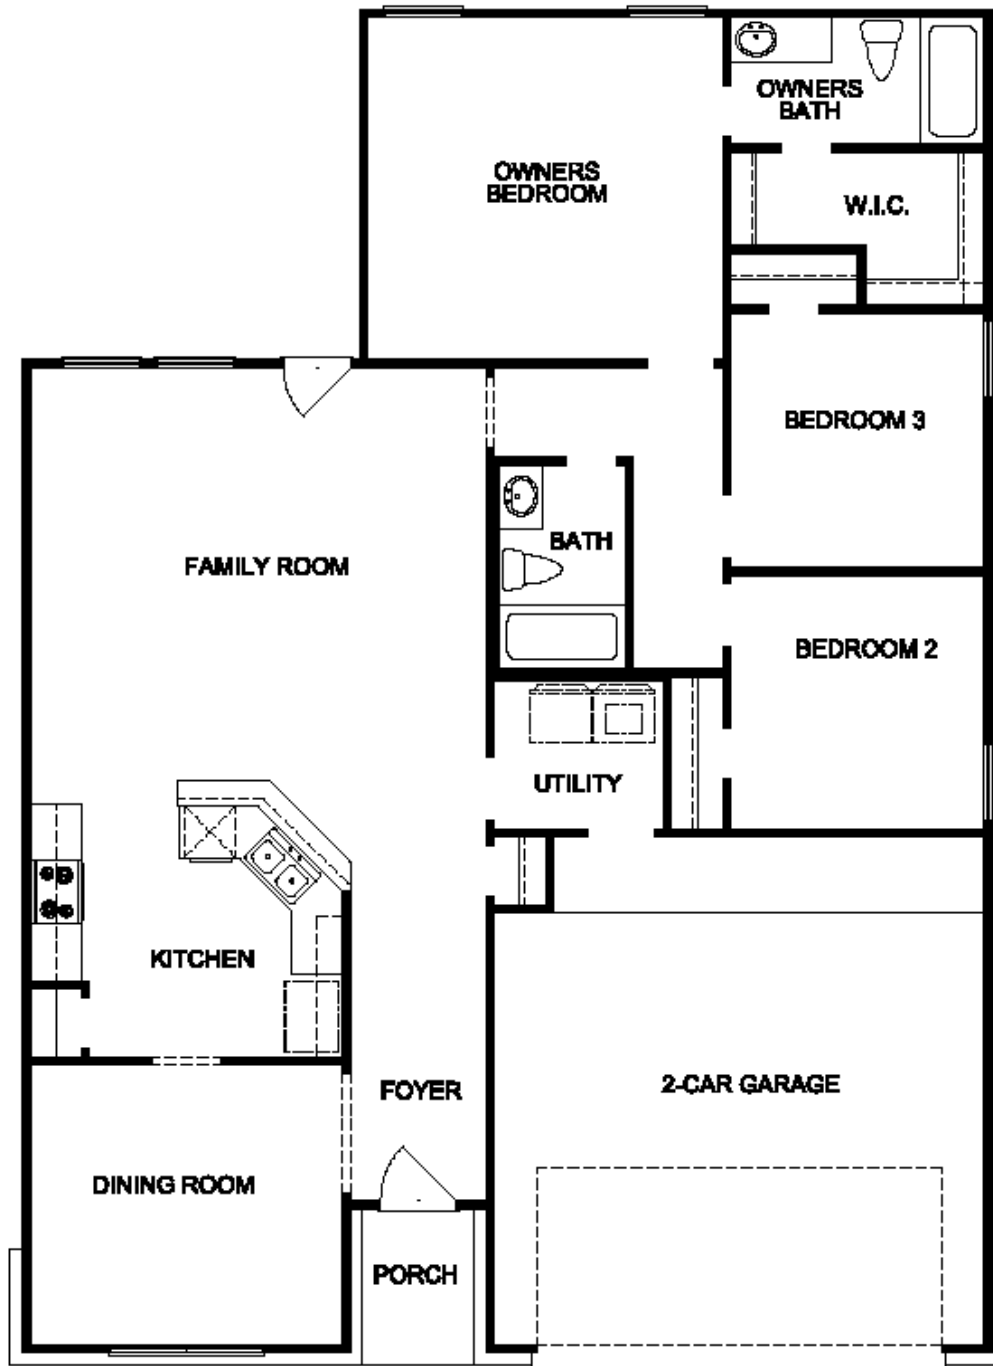 OWNERS
BATH
OWNERS
BEDROOM
W.I.C.
BEDROOM 3
BATH
FAMILY ROOM
BEDROOM 2
UTILITY
KITCHEN
FOYER
2-CAR GARAGE
DINING ROOM
PORCH